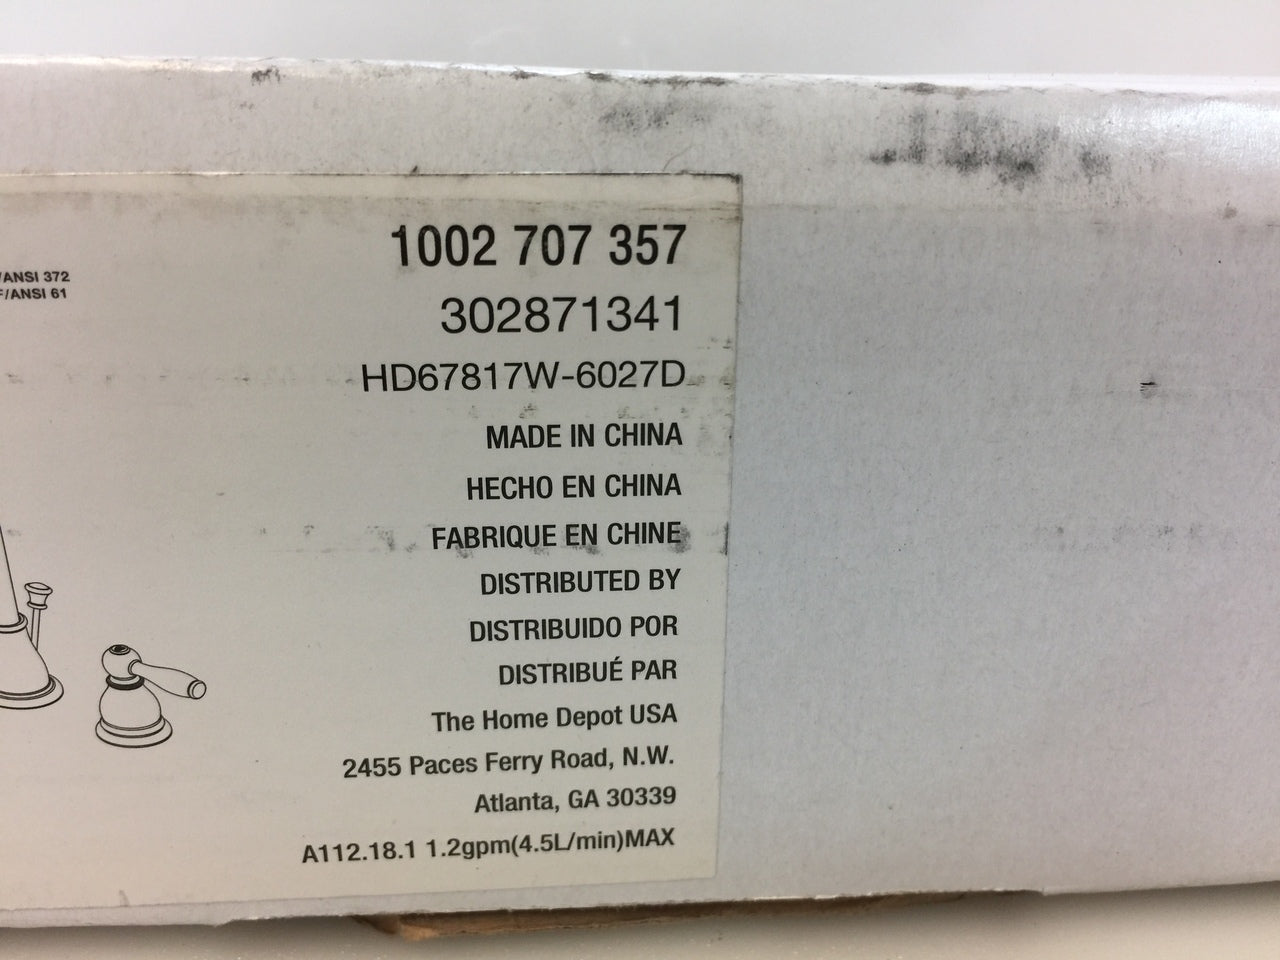 /ANSI 372
/ANSI 61
1002 707 357
302871341
HD67817W-6027D
MADE IN CHINA
HECHO EN CHINA
FABRIQUE EN CHINE
DISTRIBUTED BY
DISTRIBUIDO POR
DISTRIBUÉ PAR
The Home Depot USA
2455 Paces Ferry Road, N.W.
Atlanta, GA 30339
A112.18.1 1.2gpm(4.5L/min)MAX